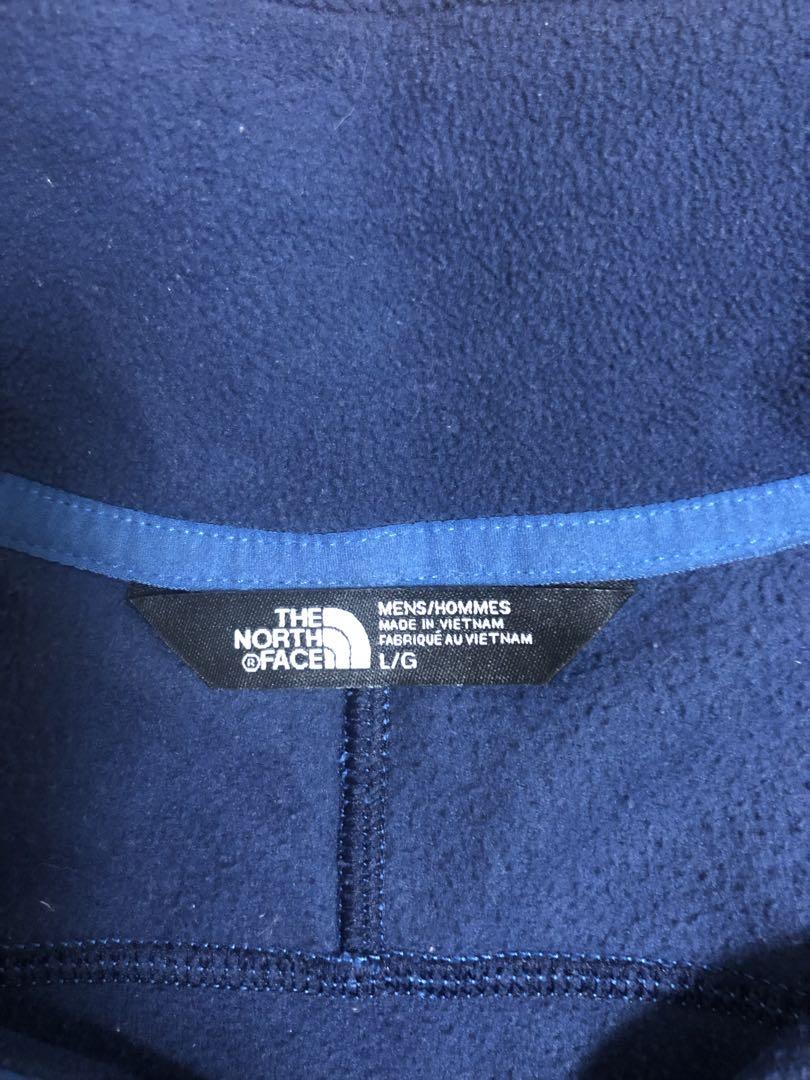 THE
NORTH
®FACE
MENS/HOMMES
MADE IN VIETNAM
FABRIQUÉ AU VIETNAM
L/G